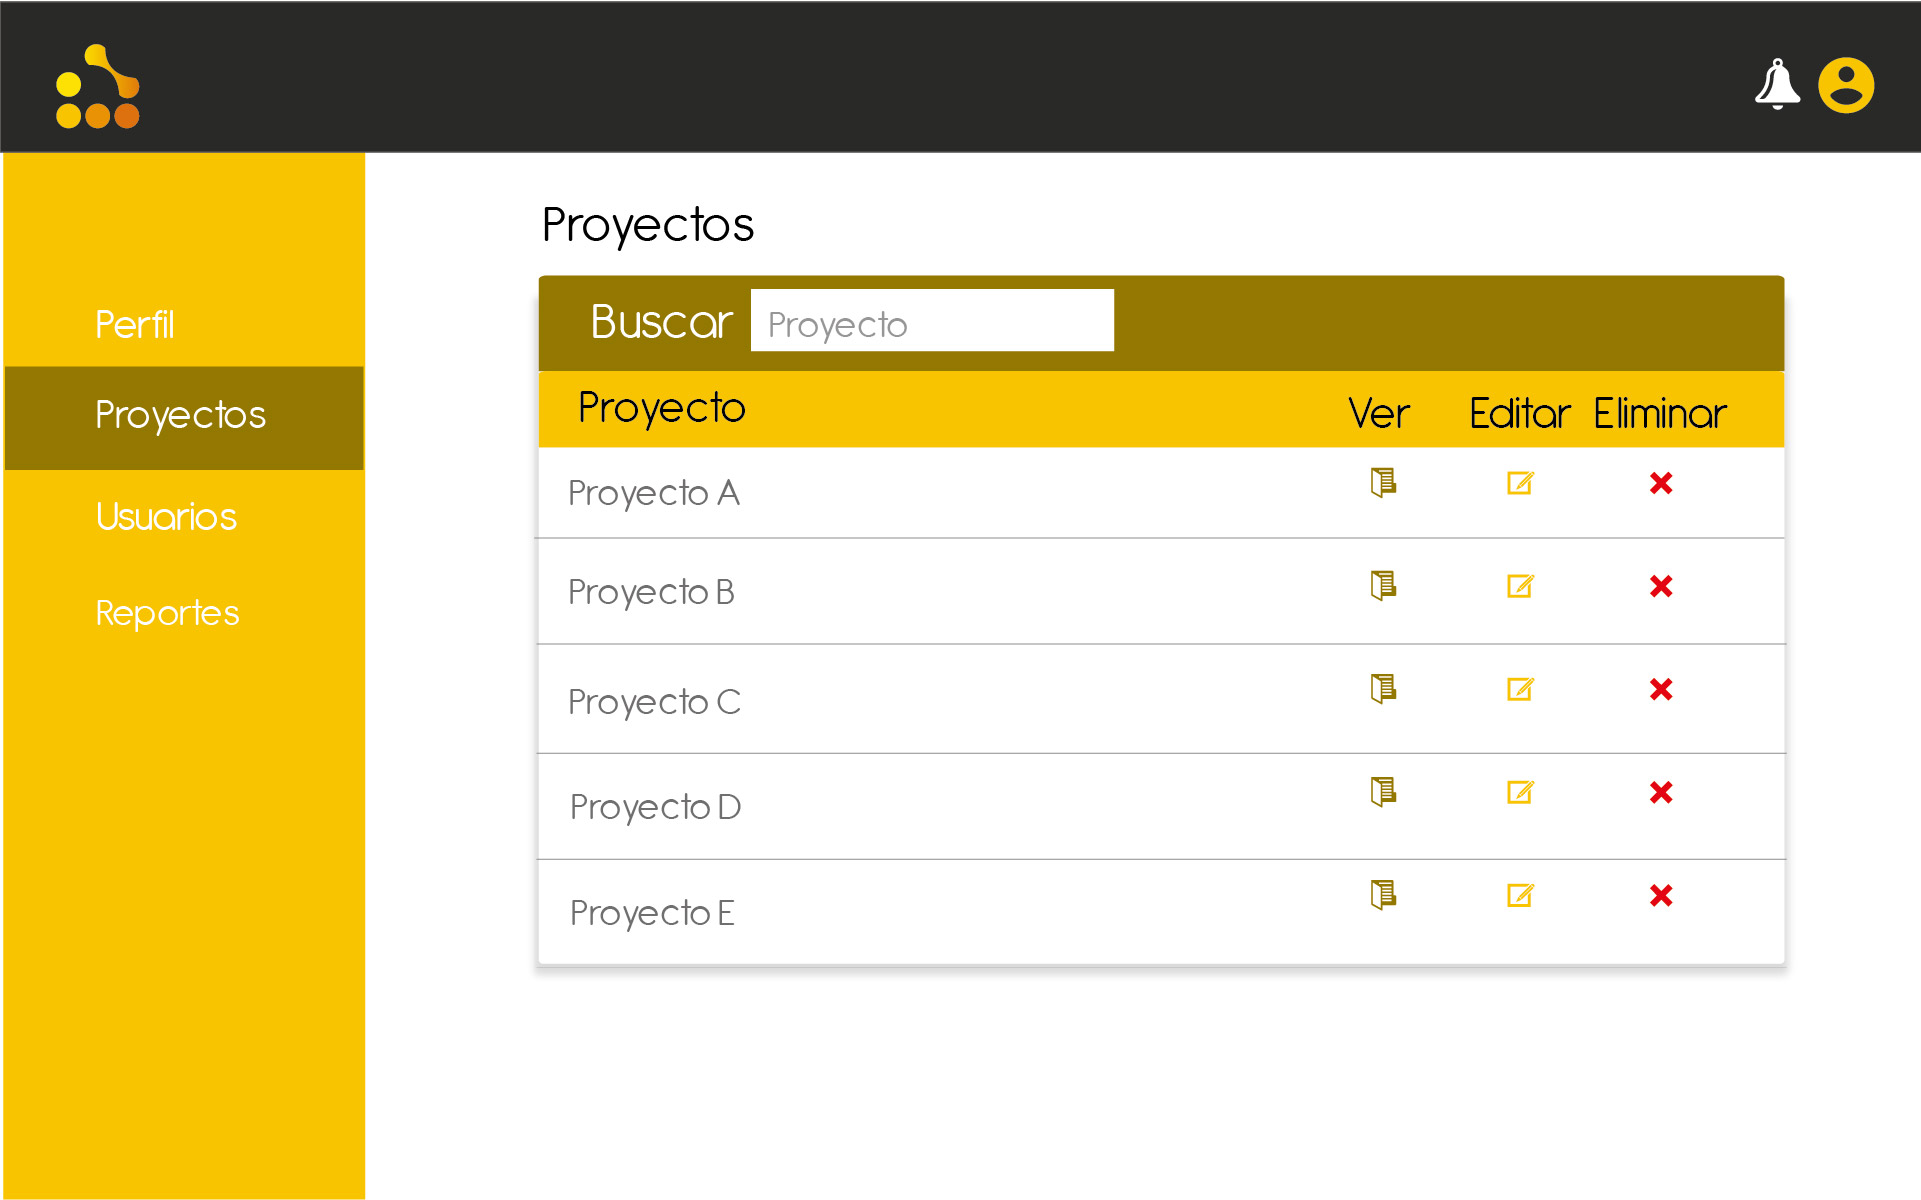 Perfil
Proyectos
Usuarios
Reportes
Proyectos
Buscar Proyecto
Proyecto Ver Editar Eliminar
Proyecto A
Proyecto B
Proyecto C
Proyecto D
Proyecto E